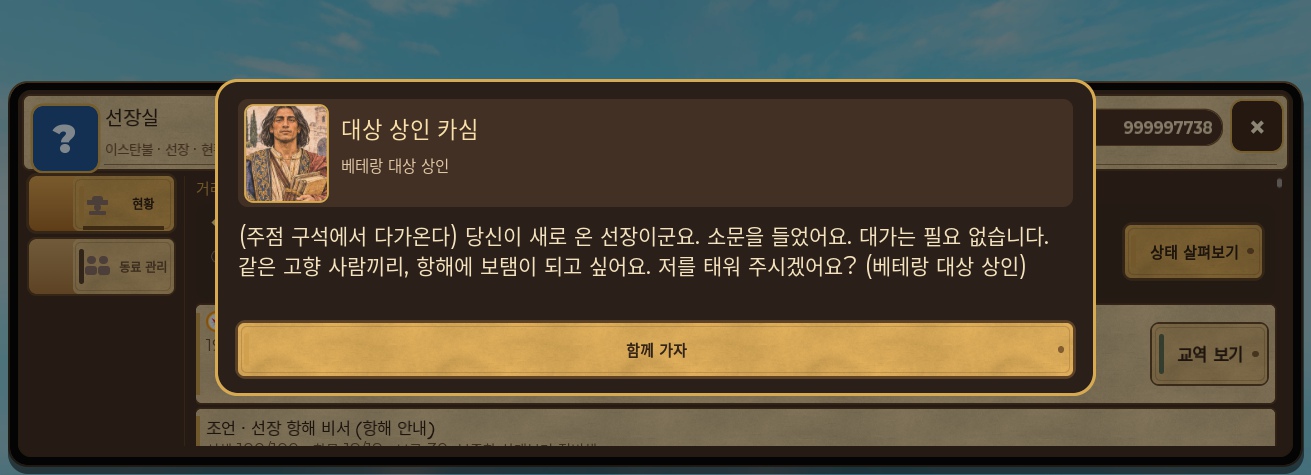 선장실
이스탄불 · 선장 · 현
999997738
×
?
대상 상인 카심
베테랑 대상 상인
현황
동료 관리
(주점 구석에서 다가온다) 당신이 새로 온 선장이군요. 소문을 들었어요. 대가는 필요 없습니다.
같은 고향 사람끼리, 항해에 보탬이 되고 싶어요. 저를 태워 주시겠어요? (베테랑 대상 상인)
상태 살펴보기
함께 가자
교역 보기
조언 · 선장 항해 비서 (항해 안내)